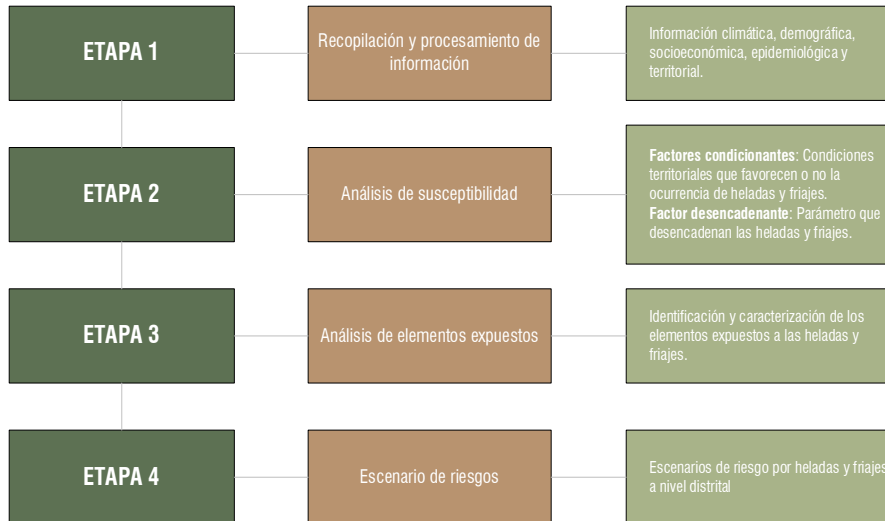 ETAPA 1
Recopilación y procesamiento de
información
Información climática, demográfica,
socioeconómica, epidemiológica y
territorial.
ETAPA 2
Análisis de susceptibilidad
Factores condicionantes: Condiciones
territoriales que favorecen o no la
ocurrencia de heladas y friajes.
Factor desencadenante: Parámetro que
desencadenan las heladas y friajes.
ETAPA 3
Análisis de elementos expuestos
Identificación y caracterización de los
elementos expuestos a las heladas y
friajes.
ETAPA 4
Escenario de riesgos
Escenarios de riesgo por heladas y friajes
a nivel distrital